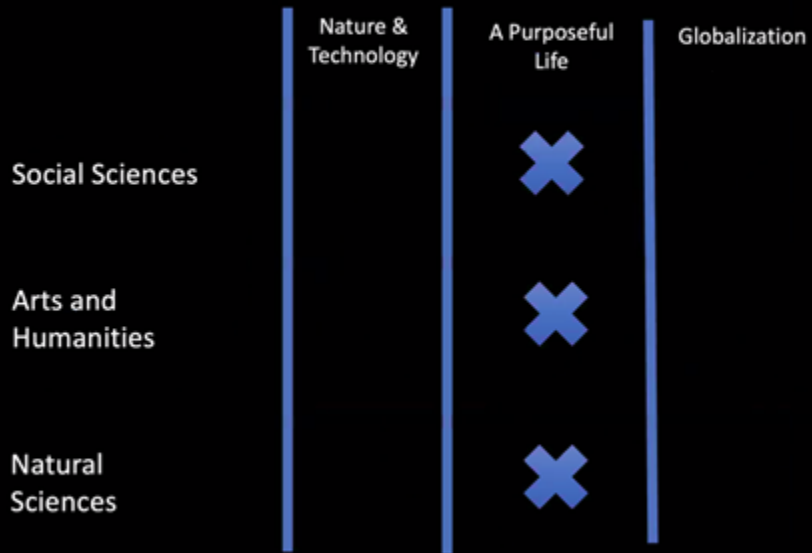 Nature &
Technology
A Purposeful
Life
Globalization
Social Sciences
Arts and
Humanities
Natural
Sciences